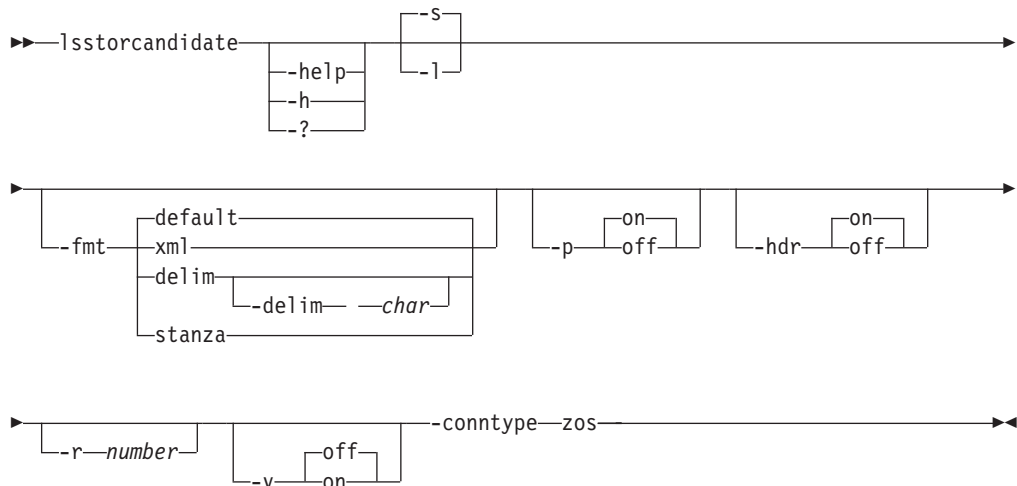 -s
lsstorcandidate
-help
-l
-h
-?
default
on
on
-fmt
xml
-p
off
-hdr
off
delim
-delim char
stanza
-conntype zos
-r number
off
-v
on